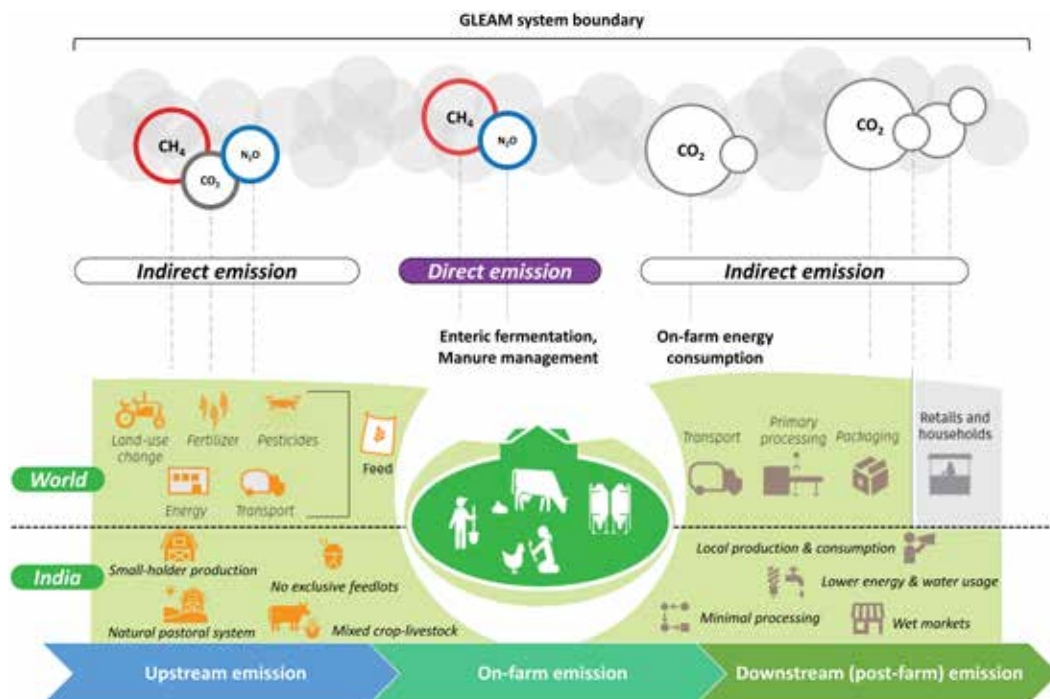 GLEAM system boundary
CH₄
CO₂
N₂O
CH₄
N₂O
CO₂
CO₂
Indirect emission
Direct emission
Indirect emission
Enteric fermentation,
Manure management
On-farm energy
consumption
Land-use
change
Fertilizer
Pesticides
Energy
Transport
Feed
Transport
Primary
processing
Packaging
Retails and
households
World
India
Small-holder production
No exclusive feedlots
Natural pastoral system
Mixed crop-livestock
Local production & consumption
Lower energy & water usage
Minimal processing
Wet markets
Upstream emission
On-farm emission
Downstream (post-farm) emission